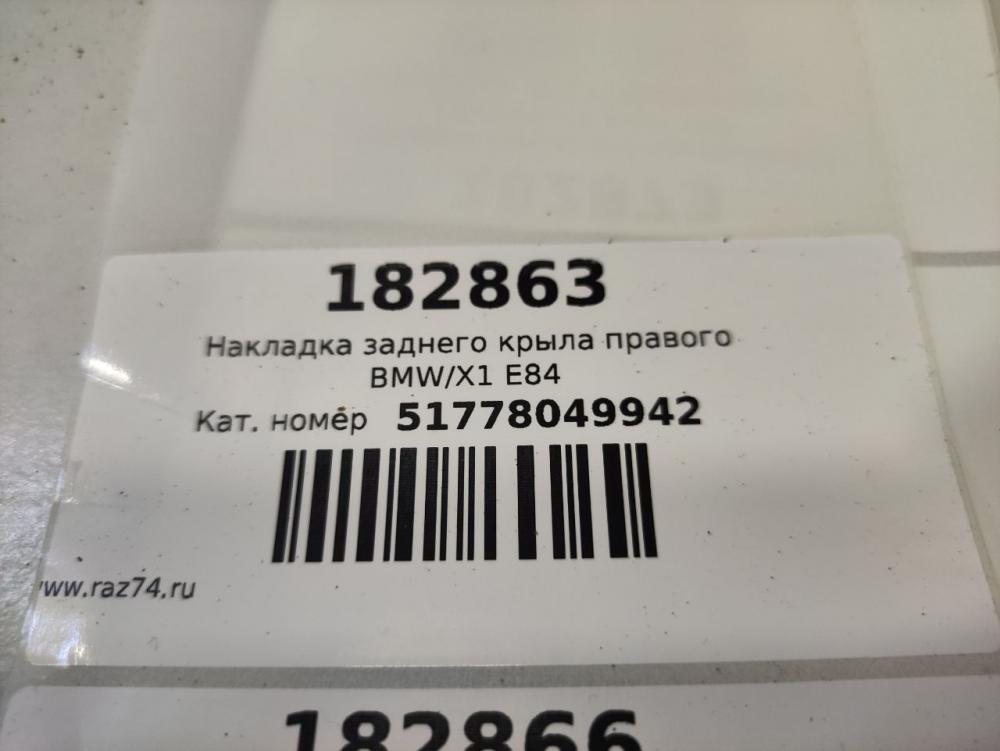 182863
Накладка заднего крыла правого
BMW/X1 E84
Кат. номер 51778049942
www.raz74.ru
182866